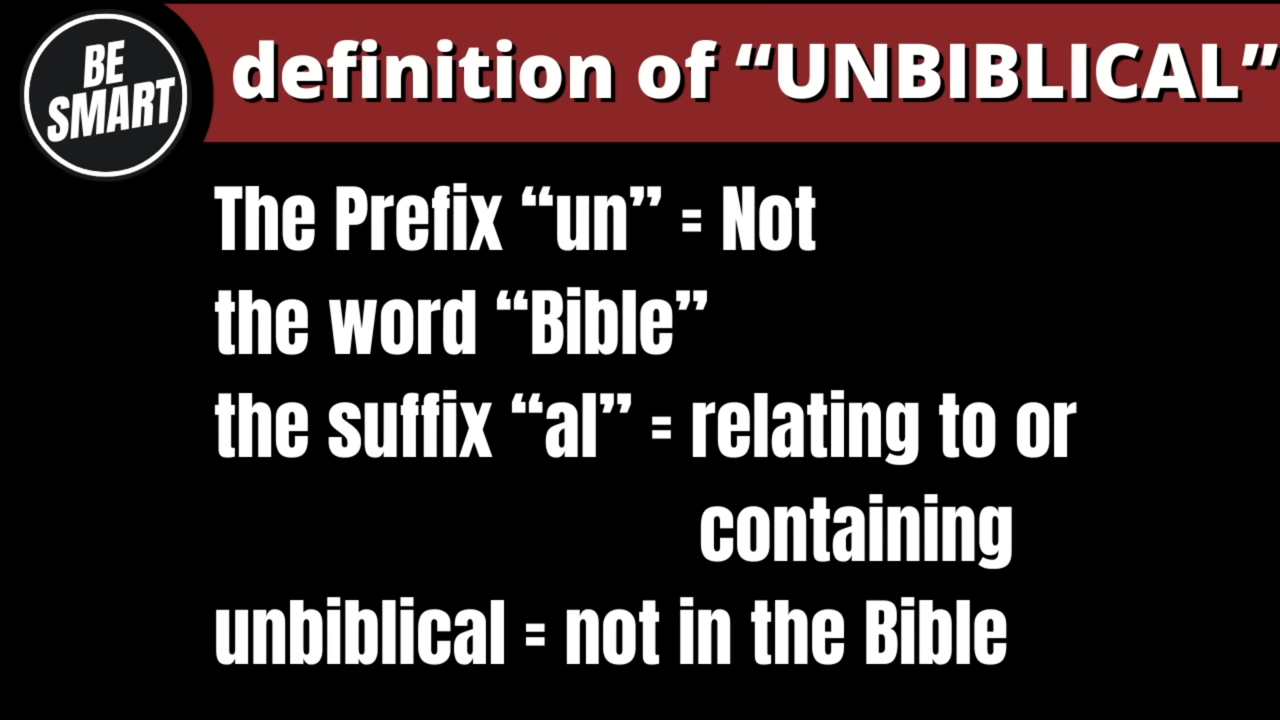 BE
SMART
definition of “UNBIBLICAL”
The Prefix “un” = Not
the word “Bible”
the suffix “al” = relating to or
containing
unbiblical = not in the Bible